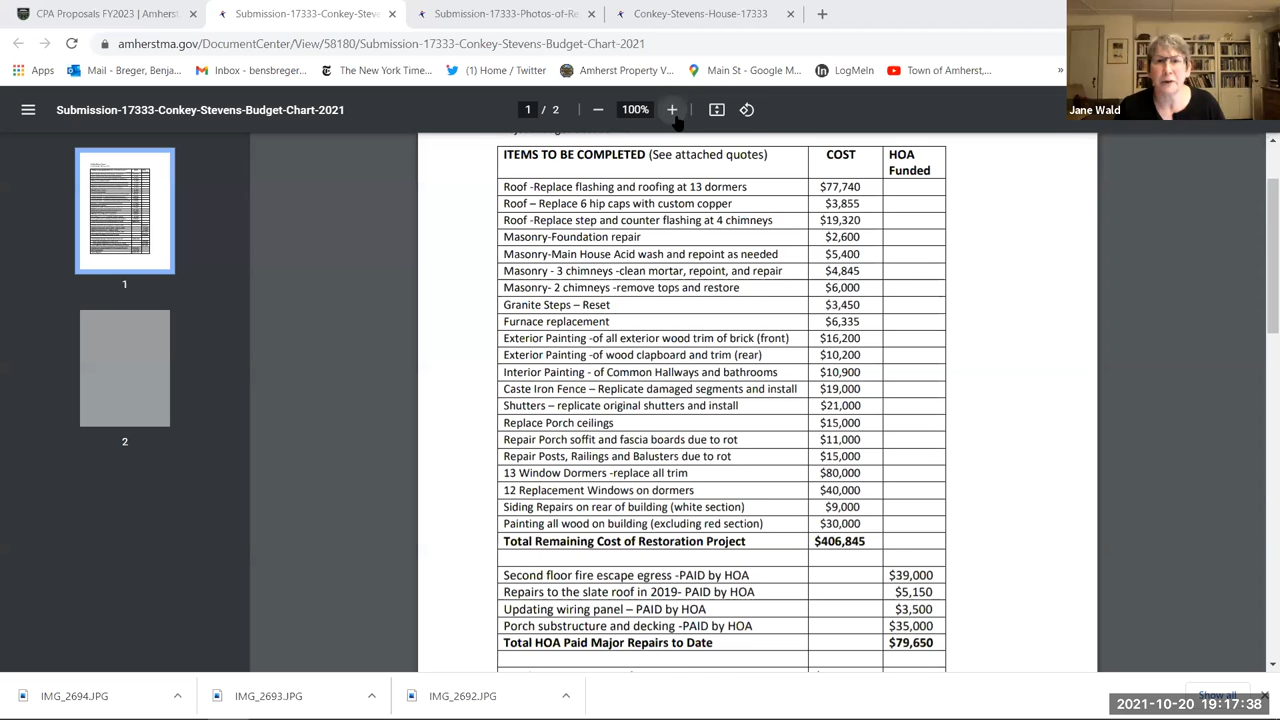 CPA Proposals FY2023 | Amherst
Submission-17333-Conkey-Steve
Submission-17333-Photos-of-Re
Conkey-Stevens-House-17333
amherstma.gov/DocumentCenter/View/58180/Submission-17333-Conkey-Stevens-Budget-Chart-2021
Apps
Mail - Breger, Benja...
Inbox - bensbreger...
The New York Time...
(1) Home / Twitter
Amherst Property V...
Main St - Google M...
LogMeIn
Town of Amherst,...
»
Submission-17333-Conkey-Stevens-Budget-Chart-2021
1 / 2
100%
Jane Wald
1
2
ITEMS TO BE COMPLETED (See attached quotes) COST HOA Funded
Roof -Replace flashing and roofing at 13 dormers $77,740
Roof – Replace 6 hip caps with custom copper $3,855
Roof -Replace step and counter flashing at 4 chimneys $19,320
Masonry-Foundation repair $2,600
Masonry-Main House Acid wash and repoint as needed $5,400
Masonry - 3 chimneys -clean mortar, repoint, and repair $4,845
Masonry- 2 chimneys -remove tops and restore $6,000
Granite Steps – Reset $3,450
Furnace replacement $6,335
Exterior Painting -of all exterior wood trim of brick (front) $16,200
Exterior Painting -of wood clapboard and trim (rear) $10,200
Interior Painting - of Common Hallways and bathrooms $10,900
Caste Iron Fence – Replicate damaged segments and install $19,000
Shutters – replicate original shutters and install $21,000
Replace Porch ceilings $15,000
Repair Porch soffit and fascia boards due to rot $11,000
Repair Posts, Railings and Balusters due to rot $15,000
13 Window Dormers -replace all trim $80,000
12 Replacement Windows on dormers $40,000
Siding Repairs on rear of building (white section) $9,000
Painting all wood on building (excluding red section) $30,000
Total Remaining Cost of Restoration Project $406,845
Second floor fire escape egress -PAID by HOA $39,000
Repairs to the slate roof in 2019- PAID by HOA $5,150
Updating wiring panel – PAID by HOA $3,500
Porch substructure and decking -PAID by HOA $35,000
Total HOA Paid Major Repairs to Date $79,650
IMG_2694.JPG
IMG_2693.JPG
IMG_2692.JPG
Show all
2021-10-20 19:17:38